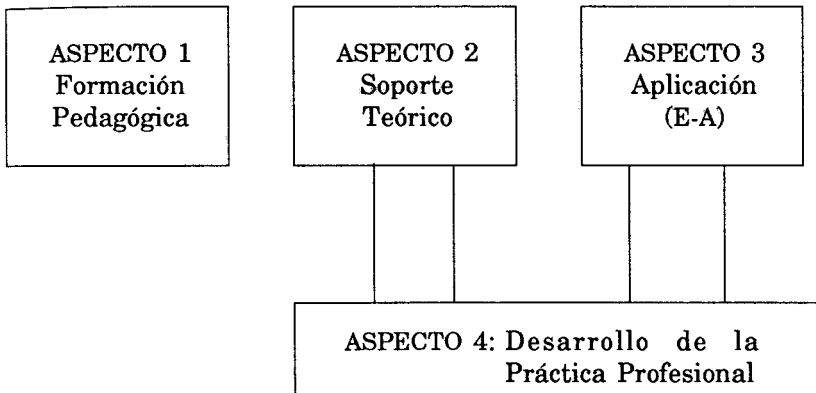 ASPECTO 1
Formación
Pedagógica
ASPECTO 2
Soporte
Teórico
ASPECTO 3
Aplicación
(E-A)
ASPECTO 4: Desarrollo de la
Práctica Profesional